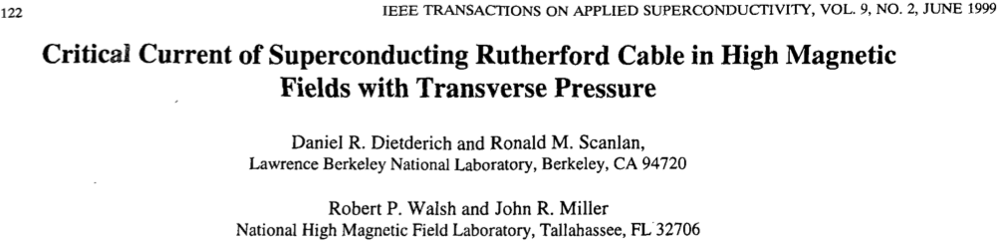 122
IEEE TRANSACTIONS ON APPLIED SUPERCONDUCTIVITY, VOL. 9, NO. 2, JUNE 1999
Critical Current of Superconducting Rutherford Cable in High Magnetic
Fields with Transverse Pressure
Daniel R. Dietderich and Ronald M. Scanlan,
Lawrence Berkeley National Laboratory, Berkeley, CA 94720
Robert P. Walsh and John R. Miller
National High Magnetic Field Laboratory, Tallahassee, FL 32706